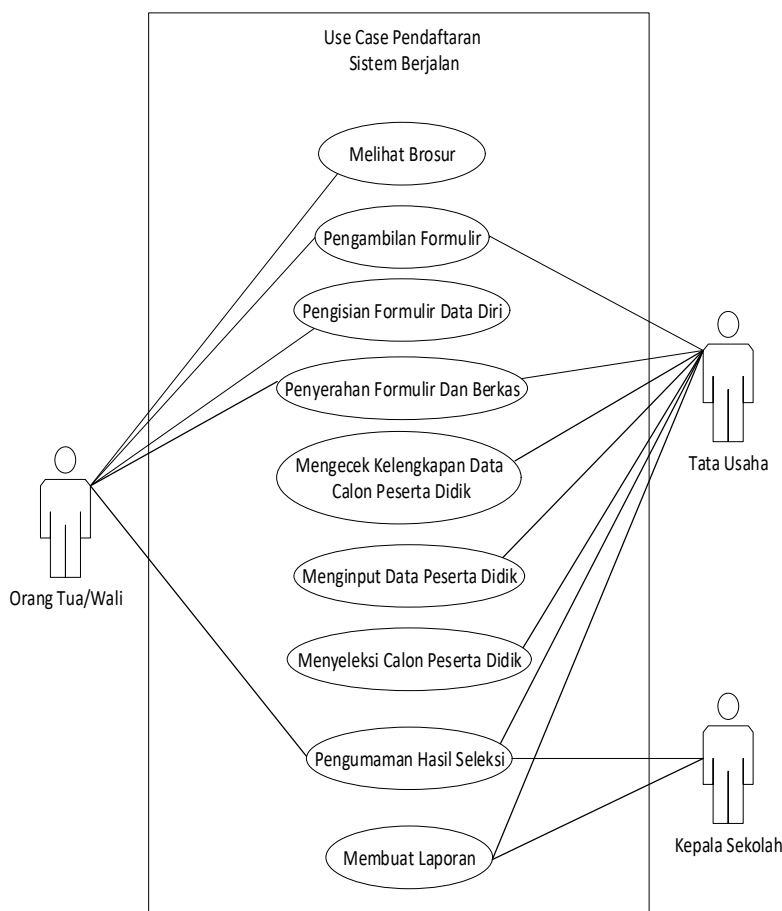 Use Case Pendaftaran
Sistem Berjalan
Melihat Brosur
Pengambilan Formulir
Pengisian Formulir Data Diri
Penyerahan Formulir Dan Berkas
Mengecek Kelengkapan Data
Calon Peserta Didik
Menginput Data Peserta Didik
Menyeleksi Calon Peserta Didik
Pengumaman Hasil Seleksi
Membuat Laporan
Orang Tua/Wali
Tata Usaha
Kepala Sekolah